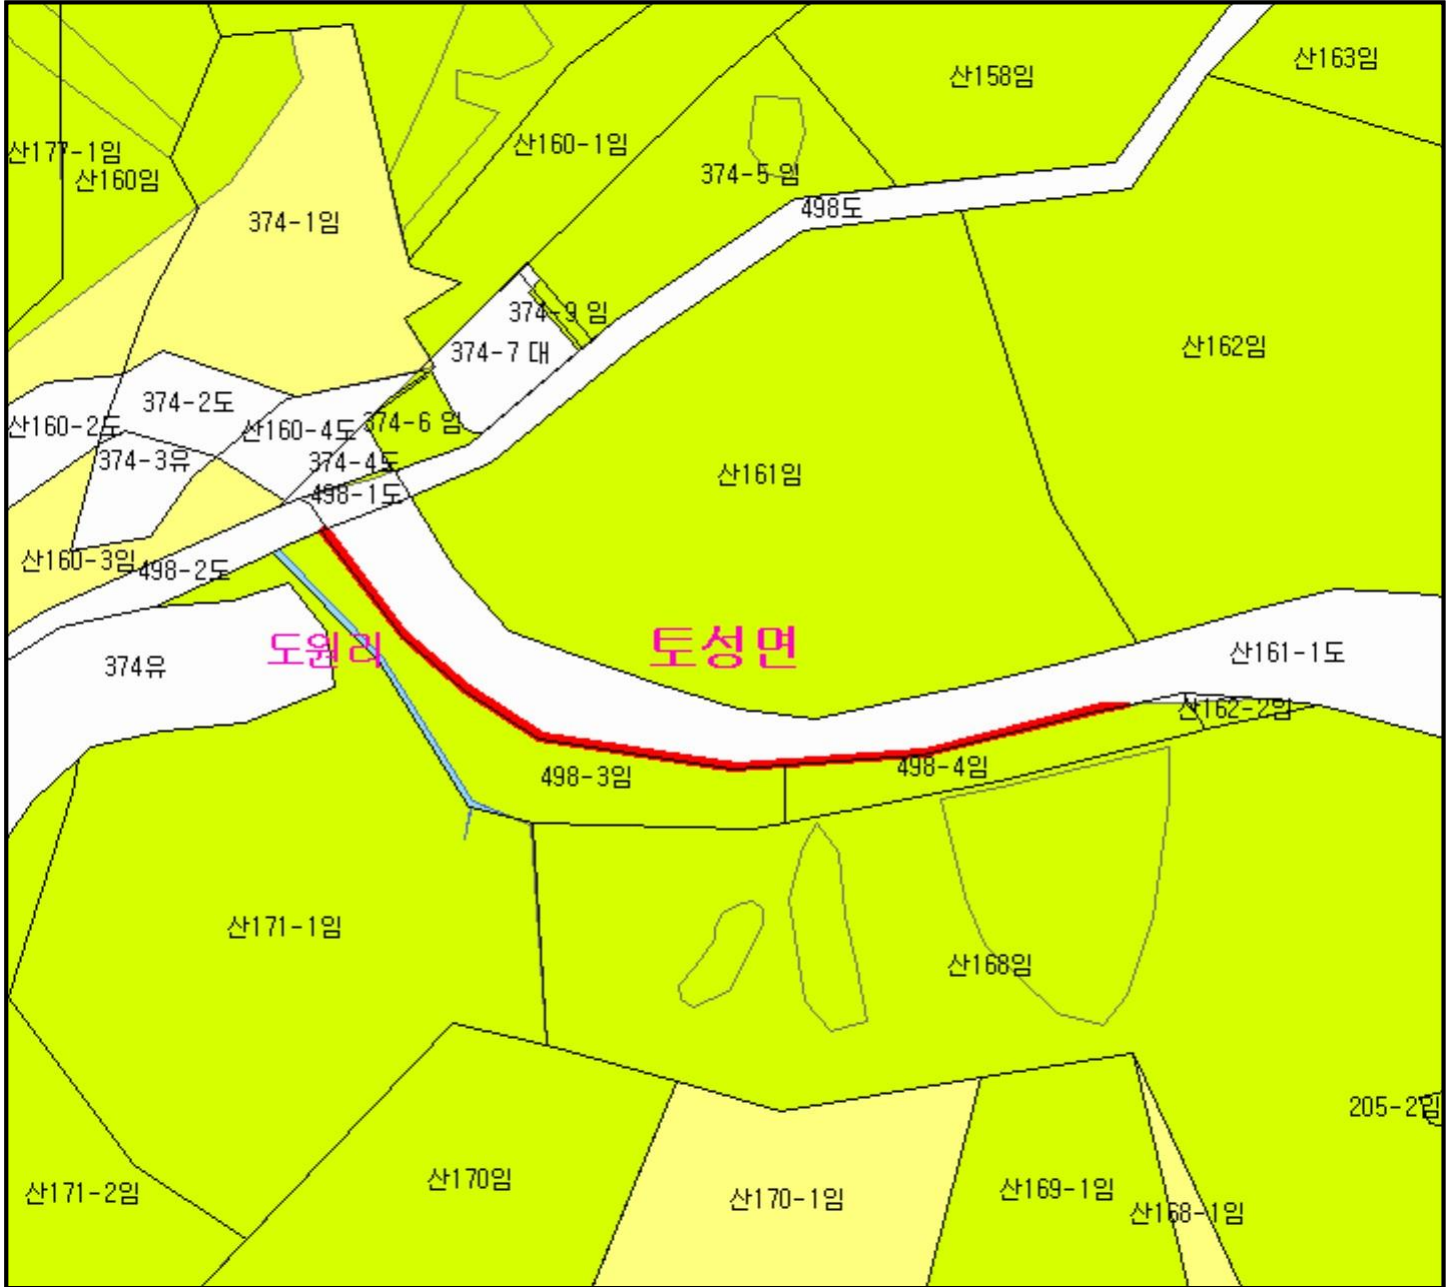 산163임
산158임
산160-1임
산177-1임
374-5 임
산160임
498도
374-1임
374-9 임
산162임
374-7 대
374-2도
374-6 임
산160-2도
산160-4도
374-3유
374-4도
산161임
498-1도
산160-3임
498-2도
도원리
토성면
산161-1도
374유
산162-2임
498-4임
498-3임
산171-1임
산168임
205-2임
산170임
산169-1임
산171-2임
산170-1임
산168-1임